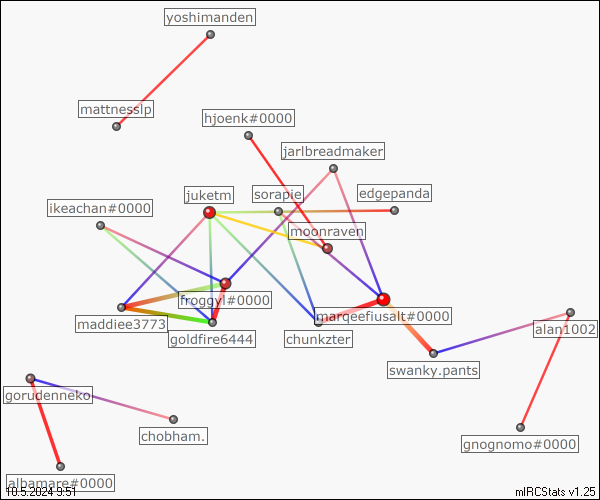 yoshimanden
mattnesslp
hjoenk#0000
jarlbreadmaker
juketm
sorapie
edgepanda
ikeachan#0000
moonraven
froggyl#0000
marqeefiusalt#0000
maddiee3773
alan1002
goldfire6444
chunkzter
swanky.pants
gorudenneko
chobham.
gnognomo#0000
albamare#0000
10.5.2024 9:51
mIRCStats v1.25